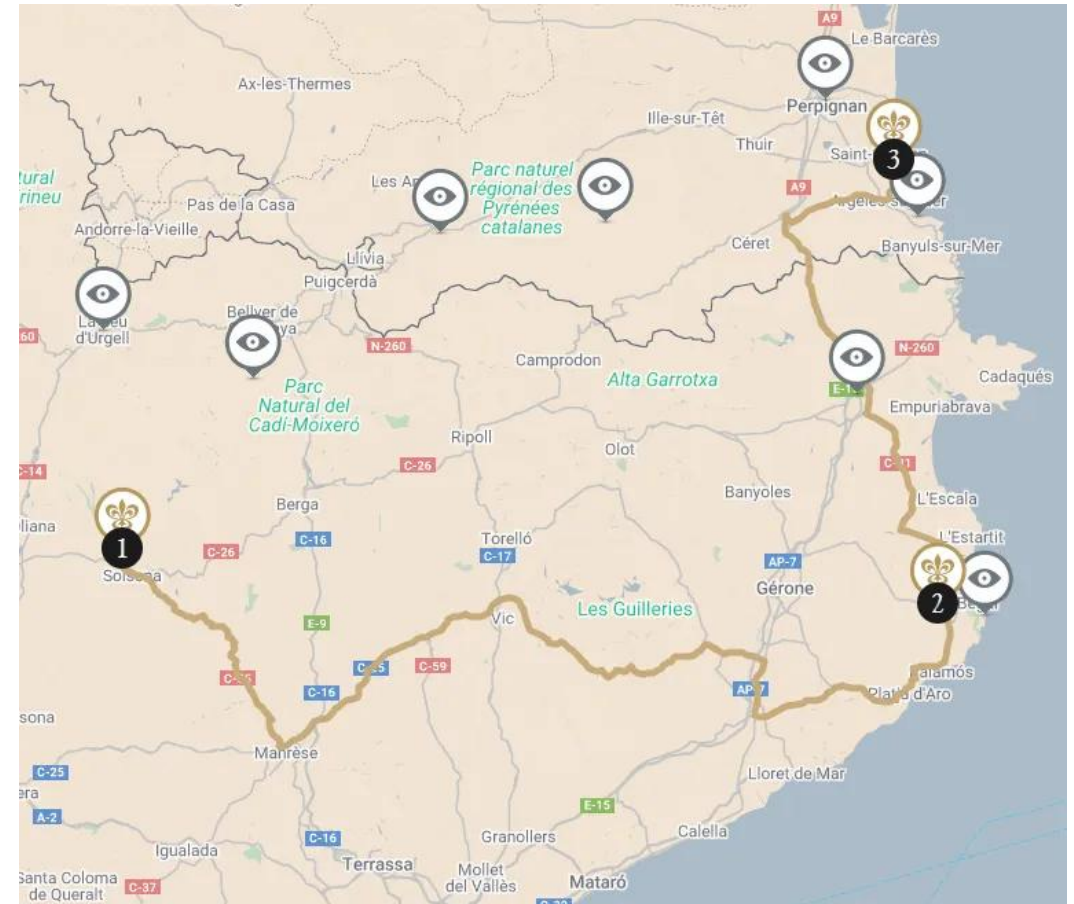 A9
Le Barcarès
Ax-les-Thermes
Perpignan
Ille-sur-Têt
Thuir
Saint-
3
Parc naturel
régional des
Pyrénées
catalanes
Les
A9
Pas de la Casa
Andorre-la-Vieille
Céret
Banyuls-sur-Mer
Llívia
Puigcerdà
Bellver de
d'Urgell
N-260
N-260
Camprodon
Alta Garrotxa
Cadaqués
Parc
Natural del
Cadí-Moixeró
Empuriabrava
Ripoll
C-26
Olot
C-14
Banyoles
L'Escala
Berga
C-16
Torelló
C-17
L'Estartit
1
Solsona
C-26
AP-7
Gérone
2
E-9
Vic
Les Guilleries
C-59
C-16
AP-7
Palamós
Platja d'Aro
Manrèse
C-25
A-2
Lloret de Mar
E-15
C-16
Granollers
Calella
Igualada
Terrassa
Mollet
del Vallès
Mataró
Santa Coloma
de Queralt
C-37